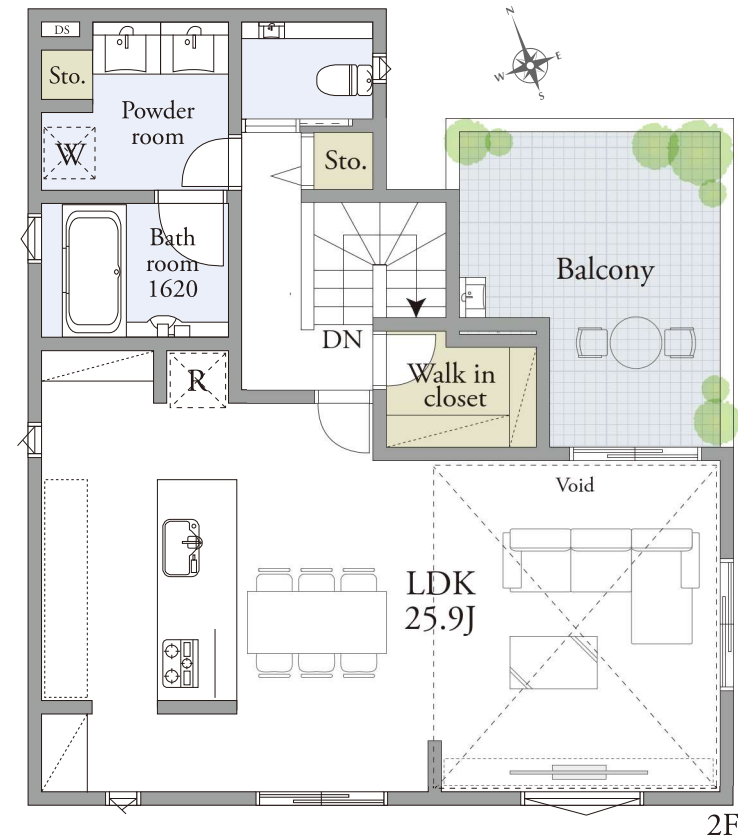 DS
N
W
E
S
Sto.
Powder
room
W
Sto.
Bath
room
1620
Balcony
DN
R
Walk in
closet
Void
LDK
25.9J
2F